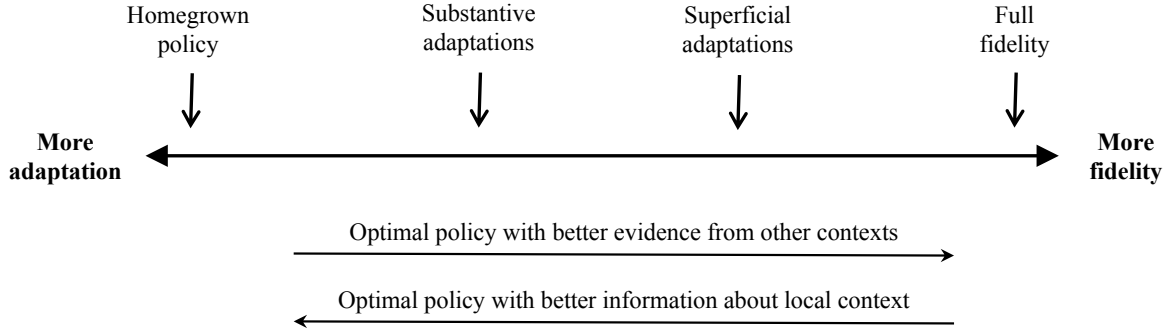 Homegrown
policy
Substantive
adaptations
Superficial
adaptations
Full
fidelity
More
adaptation
More
fidelity
Optimal policy with better evidence from other contexts
Optimal policy with better information about local context